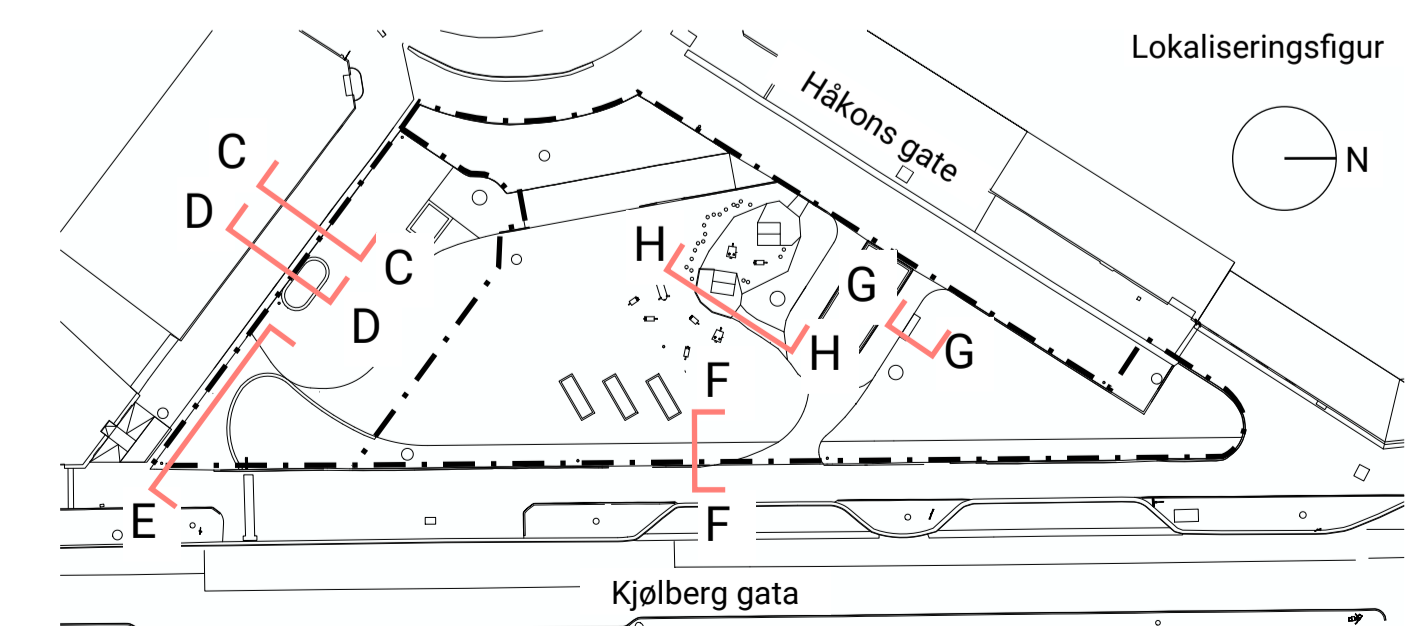 Lokaliseringsfigur
Håkons gate
N
C
D
C
D
H
G
H
G
F
E
F
Kjølberg gata